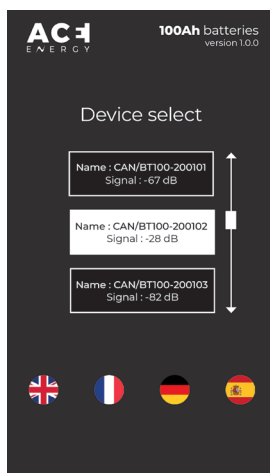 ACE
ENERGY
100Ah batteries
version 1.0.0
Device select
Name : CAN/BT100-200101
Signal : -67 dB
Name : CAN/BT100-200102
Signal : -28 dB
Name : CAN/BT100-200103
Signal : -82 dB